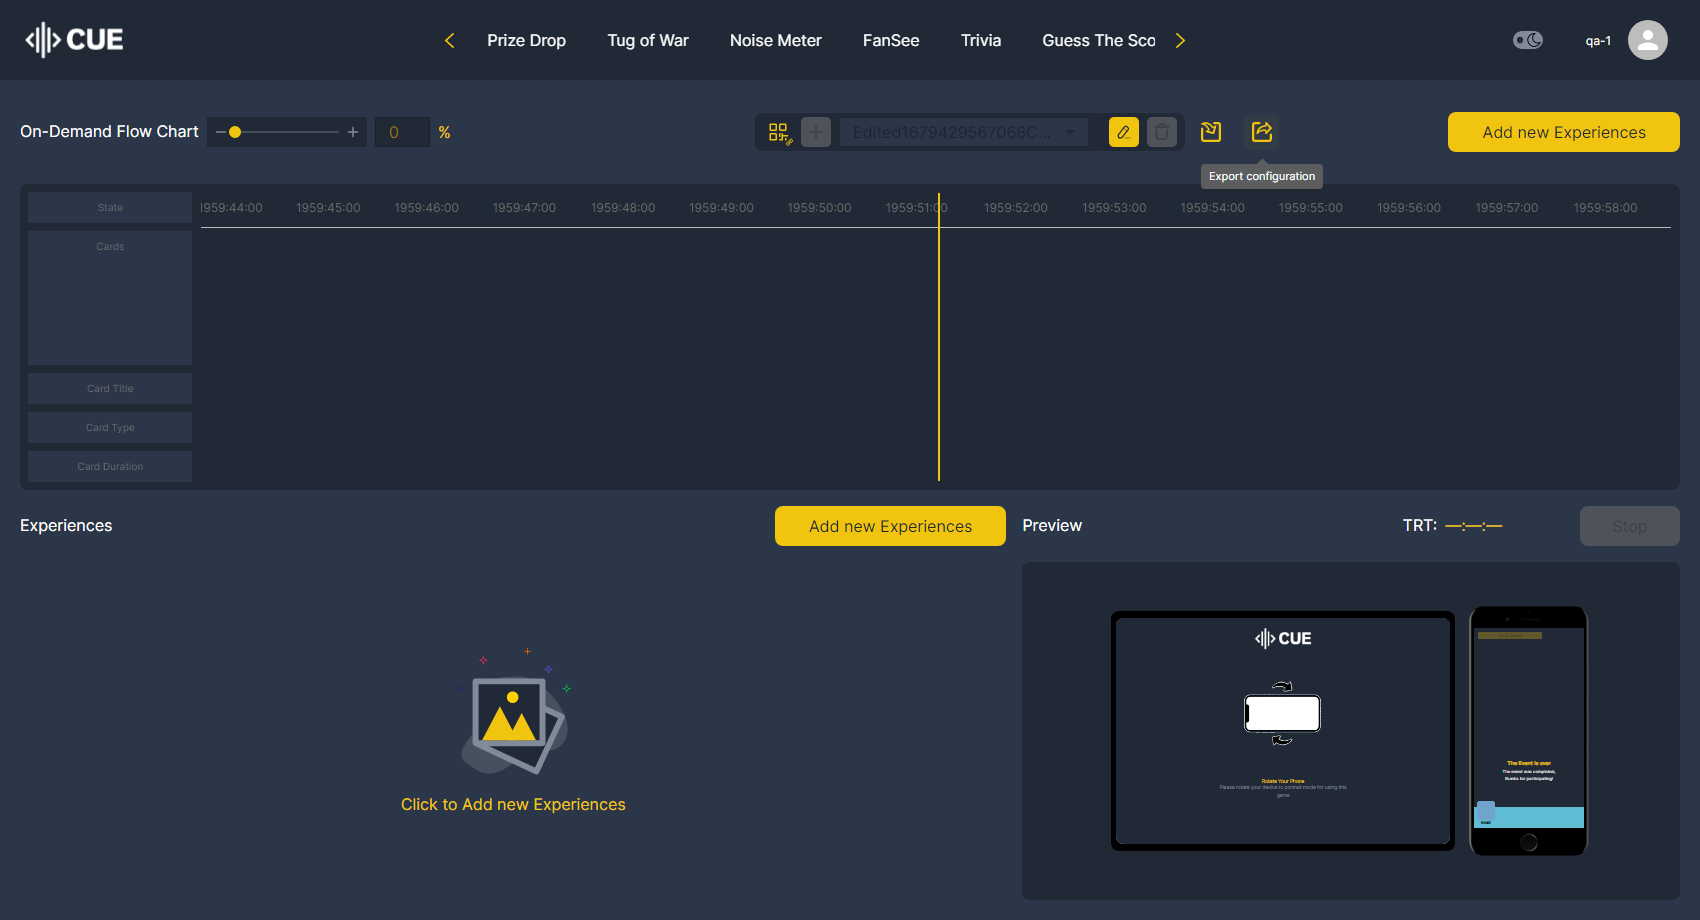 CUE
Prize Drop
Tug of War
Noise Meter
FanSee
Trivia
Guess The Sco
qa-1
On-Demand Flow Chart
0
%
Edited1679429567068C...
Add new Experiences
Export configuration
State
1959:44:00 1959:45:00 1959:46:00 1959:47:00 1959:48:00 1959:49:00 1959:50:00 1959:51:00 1959:52:00 1959:53:00 1959:54:00 1959:55:00 1959:56:00 1959:57:00 1959:58:00
Cards
Card Title
Card Type
Card Duration
Experiences
Add new Experiences
Preview
TRT: —:—:—
Stop
Click to Add new Experiences
CUE
Rotate Your Phone
Please rotate your device to portrait mode for using this
game
The Event is over
The event was completed,
thanks for participating!
HOME